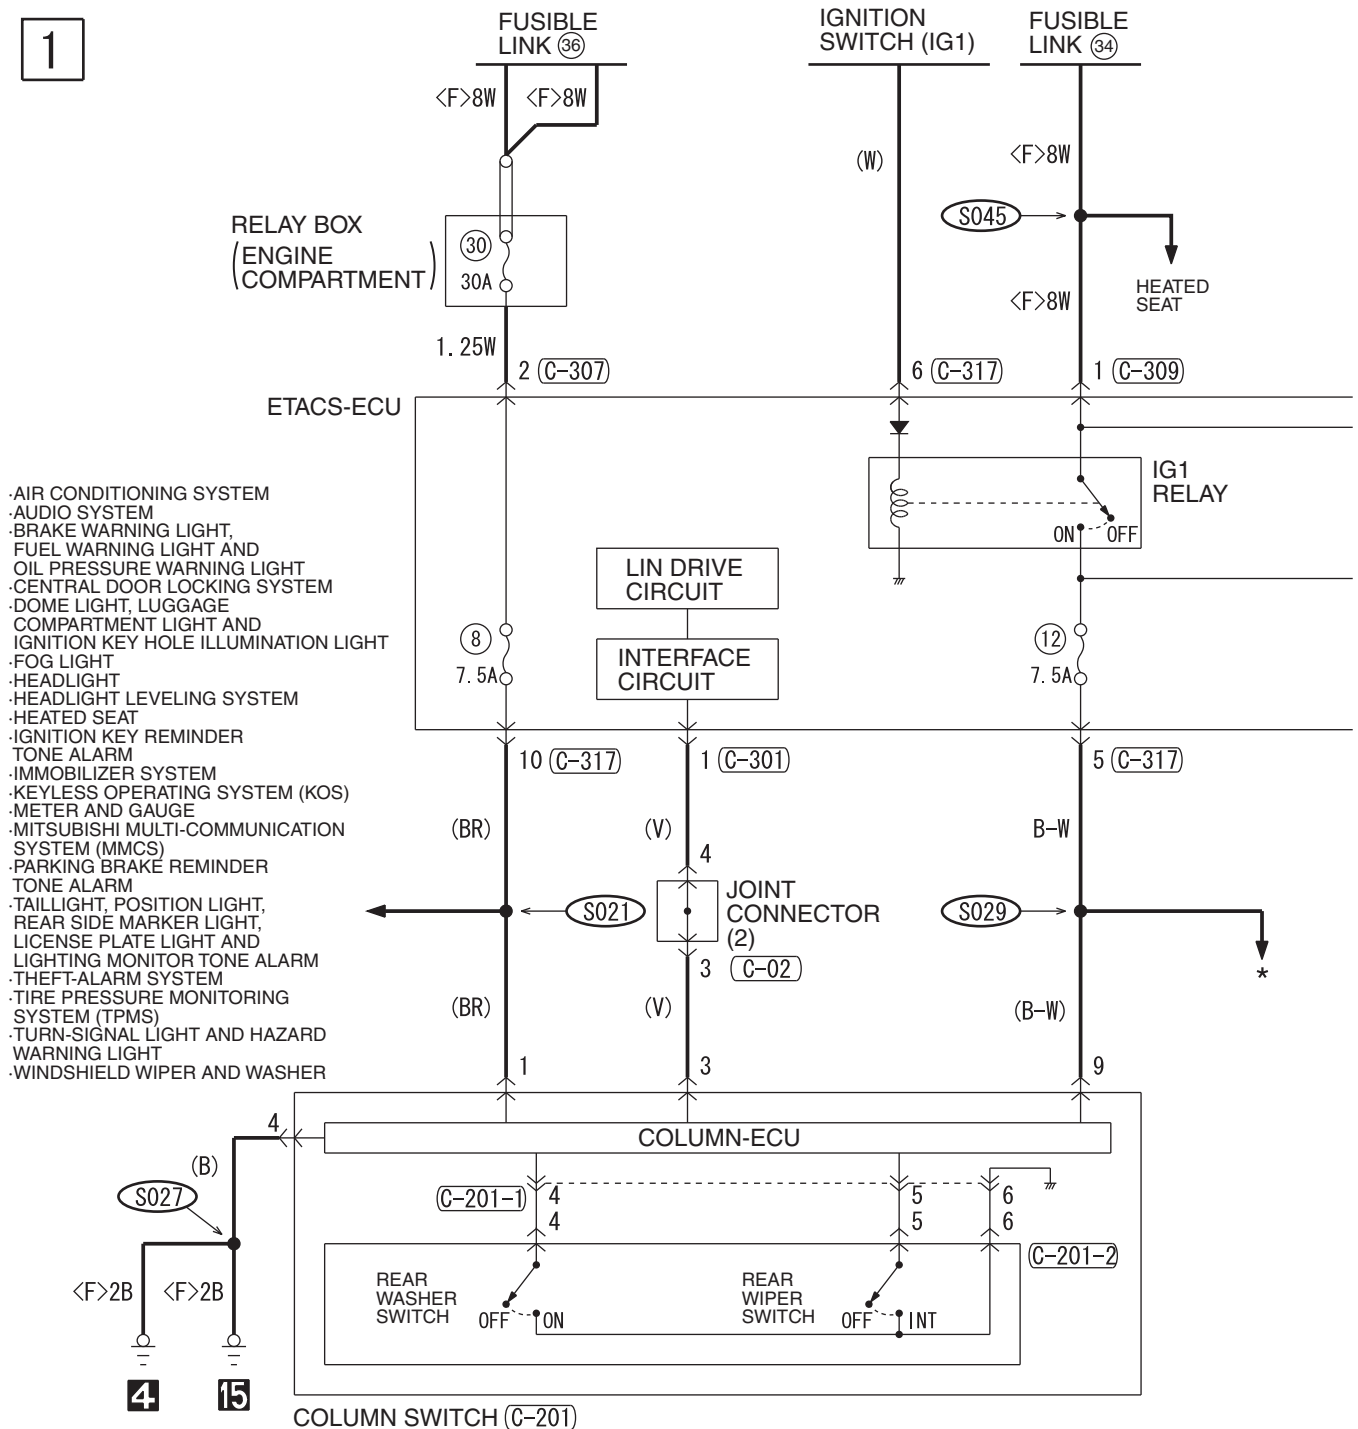 1
FUSIBLE
LINK 36
IGNITION
SWITCH (IG1)
FUSIBLE
LINK 34
<F>8W <F>8W
(W)
<F>8W
RELAY BOX
(ENGINE
COMPARTMENT)
30
30A
S045
HEATED
SEAT
<F>8W
1.25W
2 C-307
6 C-317
1 C-309
ETACS-ECU
IG1
RELAY
ON OFF
LIN DRIVE
CIRCUIT
INTERFACE
CIRCUIT
8
7.5A
12
7.5A
·AIR CONDITIONING SYSTEM
·AUDIO SYSTEM
·BRAKE WARNING LIGHT,
FUEL WARNING LIGHT AND
OIL PRESSURE WARNING LIGHT
·CENTRAL DOOR LOCKING SYSTEM
·DOME LIGHT, LUGGAGE
COMPARTMENT LIGHT AND
IGNITION KEY HOLE ILLUMINATION LIGHT
·FOG LIGHT
·HEADLIGHT
·HEADLIGHT LEVELING SYSTEM
·HEATED SEAT
·IGNITION KEY REMINDER
TONE ALARM
·IMMOBILIZER SYSTEM
·KEYLESS OPERATING SYSTEM (KOS)
·METER AND GAUGE
·MITSUBISHI MULTI-COMMUNICATION
SYSTEM (MMCS)
·PARKING BRAKE REMINDER
TONE ALARM
·TAILLIGHT, POSITION LIGHT,
REAR SIDE MARKER LIGHT,
LICENSE PLATE LIGHT AND
LIGHTING MONITOR TONE ALARM
·THEFT-ALARM SYSTEM
·TIRE PRESSURE MONITORING
SYSTEM (TPMS)
·TURN-SIGNAL LIGHT AND HAZARD
WARNING LIGHT
·WINDSHIELD WIPER AND WASHER
10 C-317
1 C-301
5 C-317
(BR)
(V)
B-W
4
S021
JOINT
CONNECTOR
(2)
S029
*
3 C-02
(BR)
(V)
(B-W)
1
3
9
4
COLUMN-ECU
(B)
S027
C-201-1
4
5
6
4
5
6
C-201-2
<F>2B <F>2B
REAR
WASHER
SWITCH
OFF ON
REAR
WIPER
SWITCH
OFF INT
4 15
COLUMN SWITCH C-201